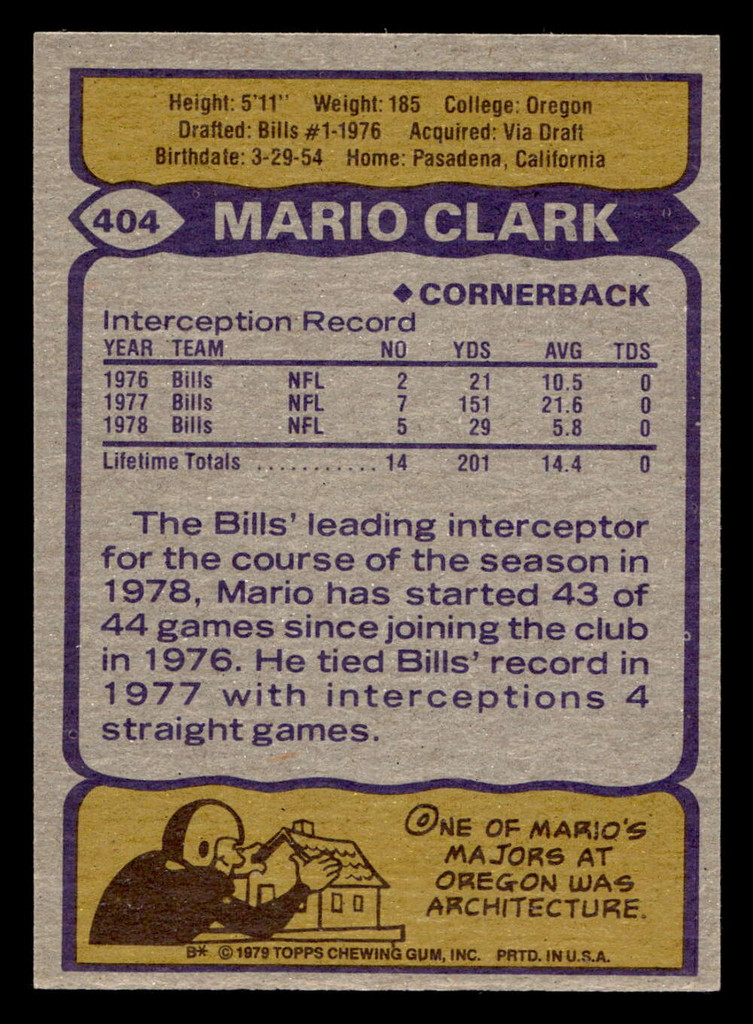 Height: 5'11" Weight: 185 College: Oregon
Drafted: Bills #1-1976 Acquired: Via Draft
Birthdate: 3-29-54 Home: Pasadena, California
404 MARIO CLARK
◆ CORNERBACK
Interception Record
YEAR TEAM NO YDS AVG TDS
1976 Bills NFL 2 21 10.5 0
1977 Bills NFL 7 151 21.6 0
1978 Bills NFL 5 29 5.8 0
Lifetime Totals ........... 14 201 14.4 0
The Bills' leading interceptor
for the course of the season in
1978, Mario has started 43 of
44 games since joining the club
in 1976. He tied Bills' record in
1977 with interceptions 4
straight games.
ONE OF MARIO'S
MAJORS AT
OREGON WAS
ARCHITECTURE.
B* © 1979 TOPPS CHEWING GUM, INC. PRTD. IN U.S.A.